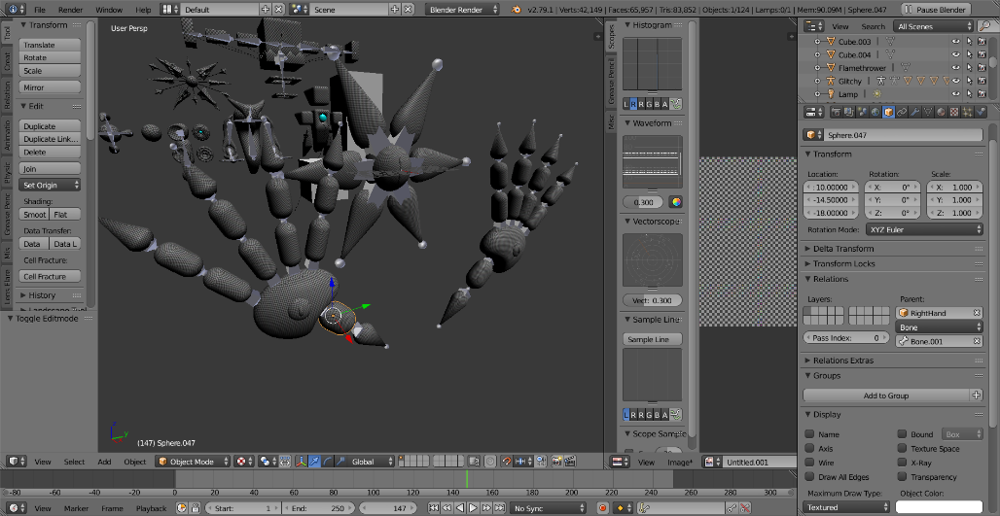 File Render Window Help Default Scene Blender Render v2.79.1 | Verts:42,149 | Faces:65,957 | Tris:83,852 | Objects:1/124 | Lamps:0/1 | Mem:90.09M | Sphere.047 Pause Blender
Transform
Translate
Rotate
Scale
Mirror
Edit
Duplicate
Duplicate Link...
Delete
Join
Set Origin
Shading:
Smoot Flat
Data Transfer:
Data Data L
Cell Fracture:
Cell Fracture
History
Toggle Editmode
Tool
Creat
Relation
Animatio
Physic
Grease Penc
Mis
Lens Flare
User Persp
(147) Sphere.047
Histogram
L R R G B A
Waveform
0.300
Vectorscope
Vect: 0.300
Sample Line
Sample Line
L R R G B A
Scope Sample
Scopes
Grease Pencil
Misc
View Search All Scenes
Cube.003
Cube.004
Flamethrower
Glitchy
Lamp
Sphere.047
Transform
Location: Rotation: Scale:
10.00000 X: 0° X: 1.000
-14.50000 Y: 0° Y: 1.000
-18.00000 Z: 0° Z: 1.000
Rotation Mode: XYZ Euler
Delta Transform
Transform Locks
Relations
Layers: Parent:
RightHand
Bone
Pass Index: 0 Bone.001
Relations Extras
Groups
Add to Group
Display
Name Bound Box
Axis Texture Space
Wire X-Ray
Draw All Edges Transparency
Maximum Draw Type: Object Color:
Textured
View Select Add Object Object Mode Global
View Image* Untitled.001
-80 -60 -40 -20 0 20 40 60 80 100 120 140 160 180 200 220 240 260 280 300 320
View Marker Frame Playback Start: 1 End: 250 147 No Sync